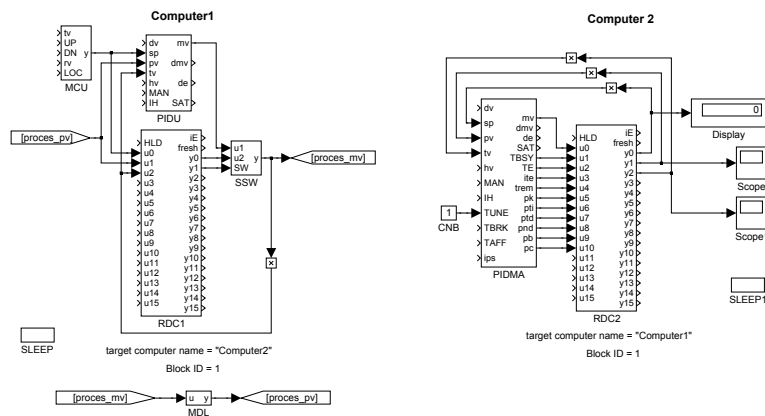 Computer1
tv
UP
DN y
rv
LOC
MCU
dv mv
sp
pv dmv
tv
hv de
MAN
IH SAT
PIDU
[proces_pv]
HLD iE
fresh
u0 y0
u1 y1
u2 y2
u3 y3
u4 y4
u5 y5
u6 y6
u7 y7
u8 y8
u9 y9
u10 y10
u11 y11
u12 y12
u13 y13
u14 y14
u15 y15
RDC1
u1
u2 y
SW
SSW
[proces_mv]
x
SLEEP
target computer name = "Computer2"
Block ID = 1
[proces_mv]
u y
MDL
[proces_pv]
Computer 2
x
x
x
dv
sp
pv
tv
hv
MAN
IH
TUNE
TBRK
TAFF
ips
mv
dmv
de
SAT
TBSY
TE
ite
trem
pk
pti
ptd
pnd
pb
pc
PIDMA
1
CNB
HLD iE
fresh
u0 y0
u1 y1
u2 y2
u3 y3
u4 y4
u5 y5
u6 y6
u7 y7
u8 y8
u9 y9
u10 y10
u11 y11
u12 y12
u13 y13
u14 y14
u15 y15
RDC2
0
Display
Scope
Scope1
SLEEP1
target computer name = "Computer1"
Block ID = 1